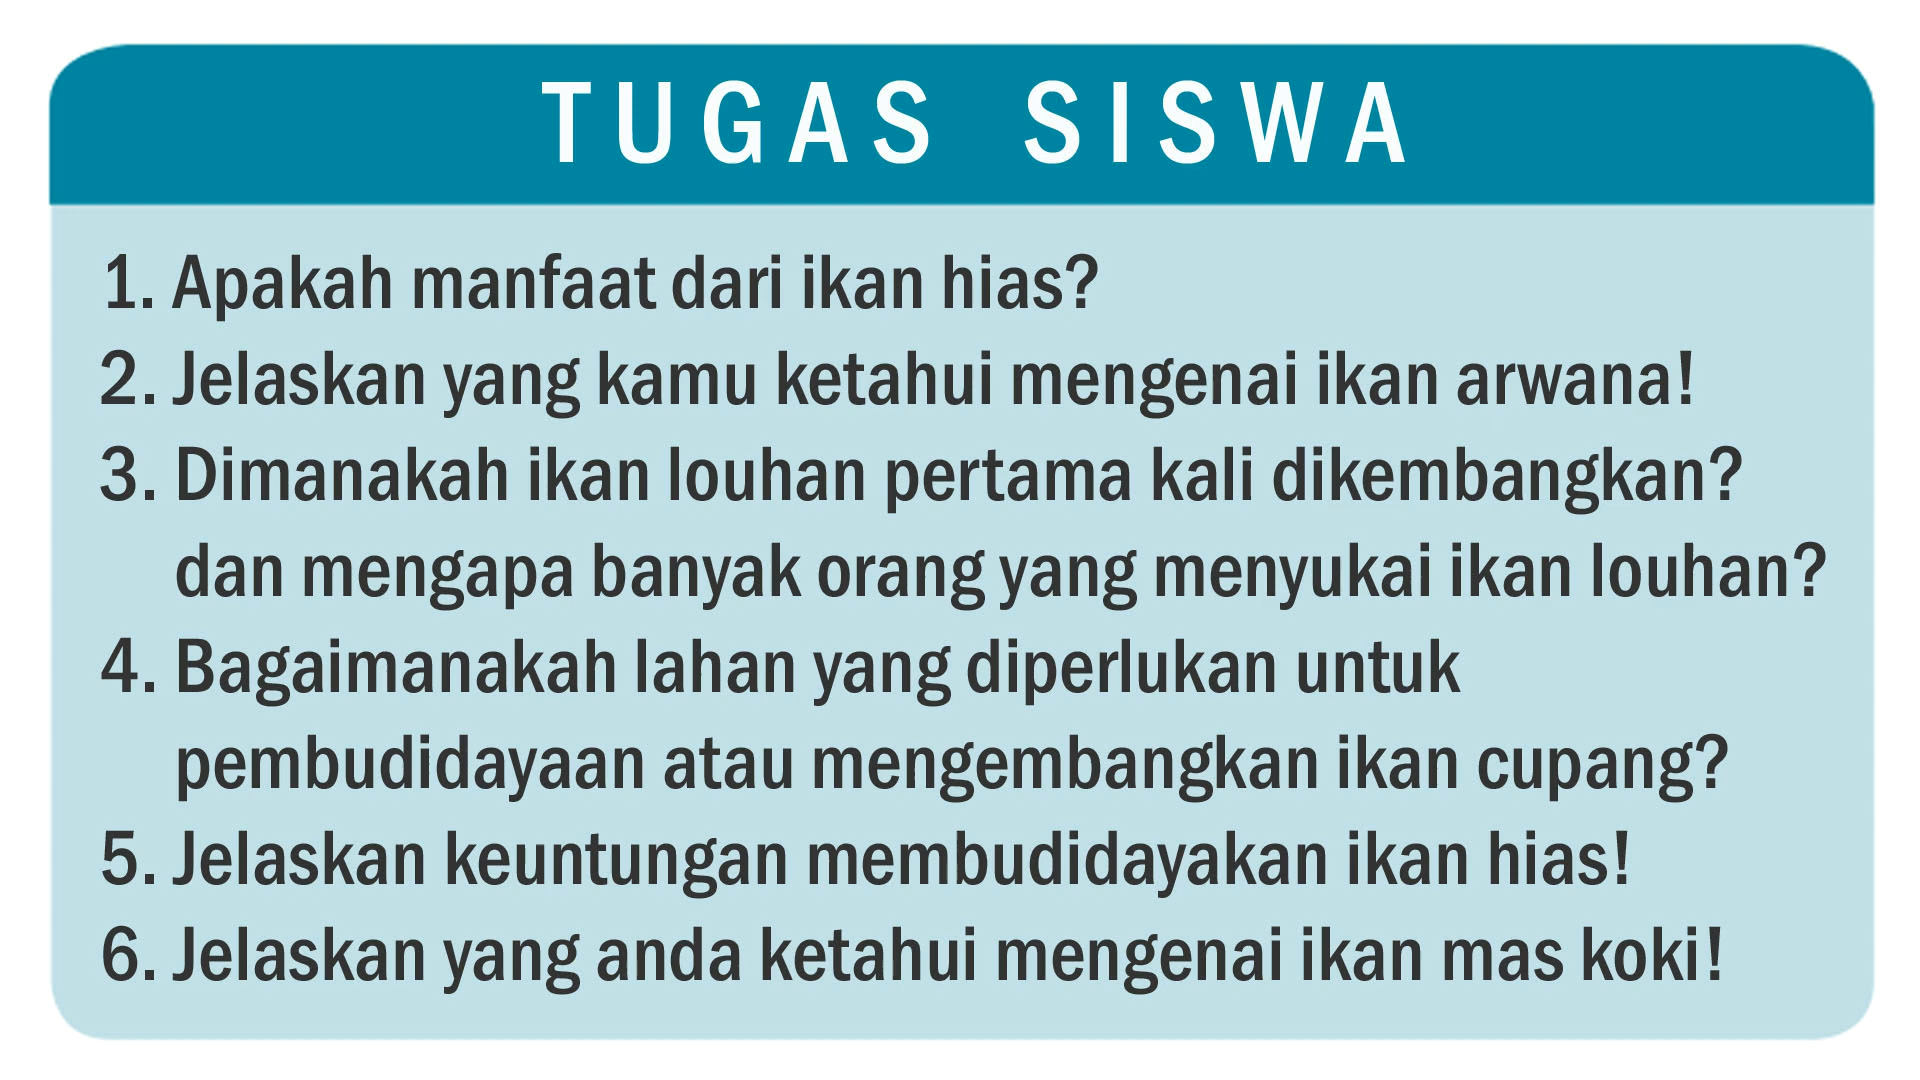 TUGAS SISWA
1. Apakah manfaat dari ikan hias?
2. Jelaskan yang kamu ketahui mengenai ikan arwana!
3. Dimanakah ikan louhan pertama kali dikembangkan?
dan mengapa banyak orang yang menyukai ikan louhan?
4. Bagaimanakah lahan yang diperlukan untuk
pembudidayaan atau mengembangkan ikan cupang?
5. Jelaskan keuntungan membudidayakan ikan hias!
6. Jelaskan yang anda ketahui mengenai ikan mas koki!